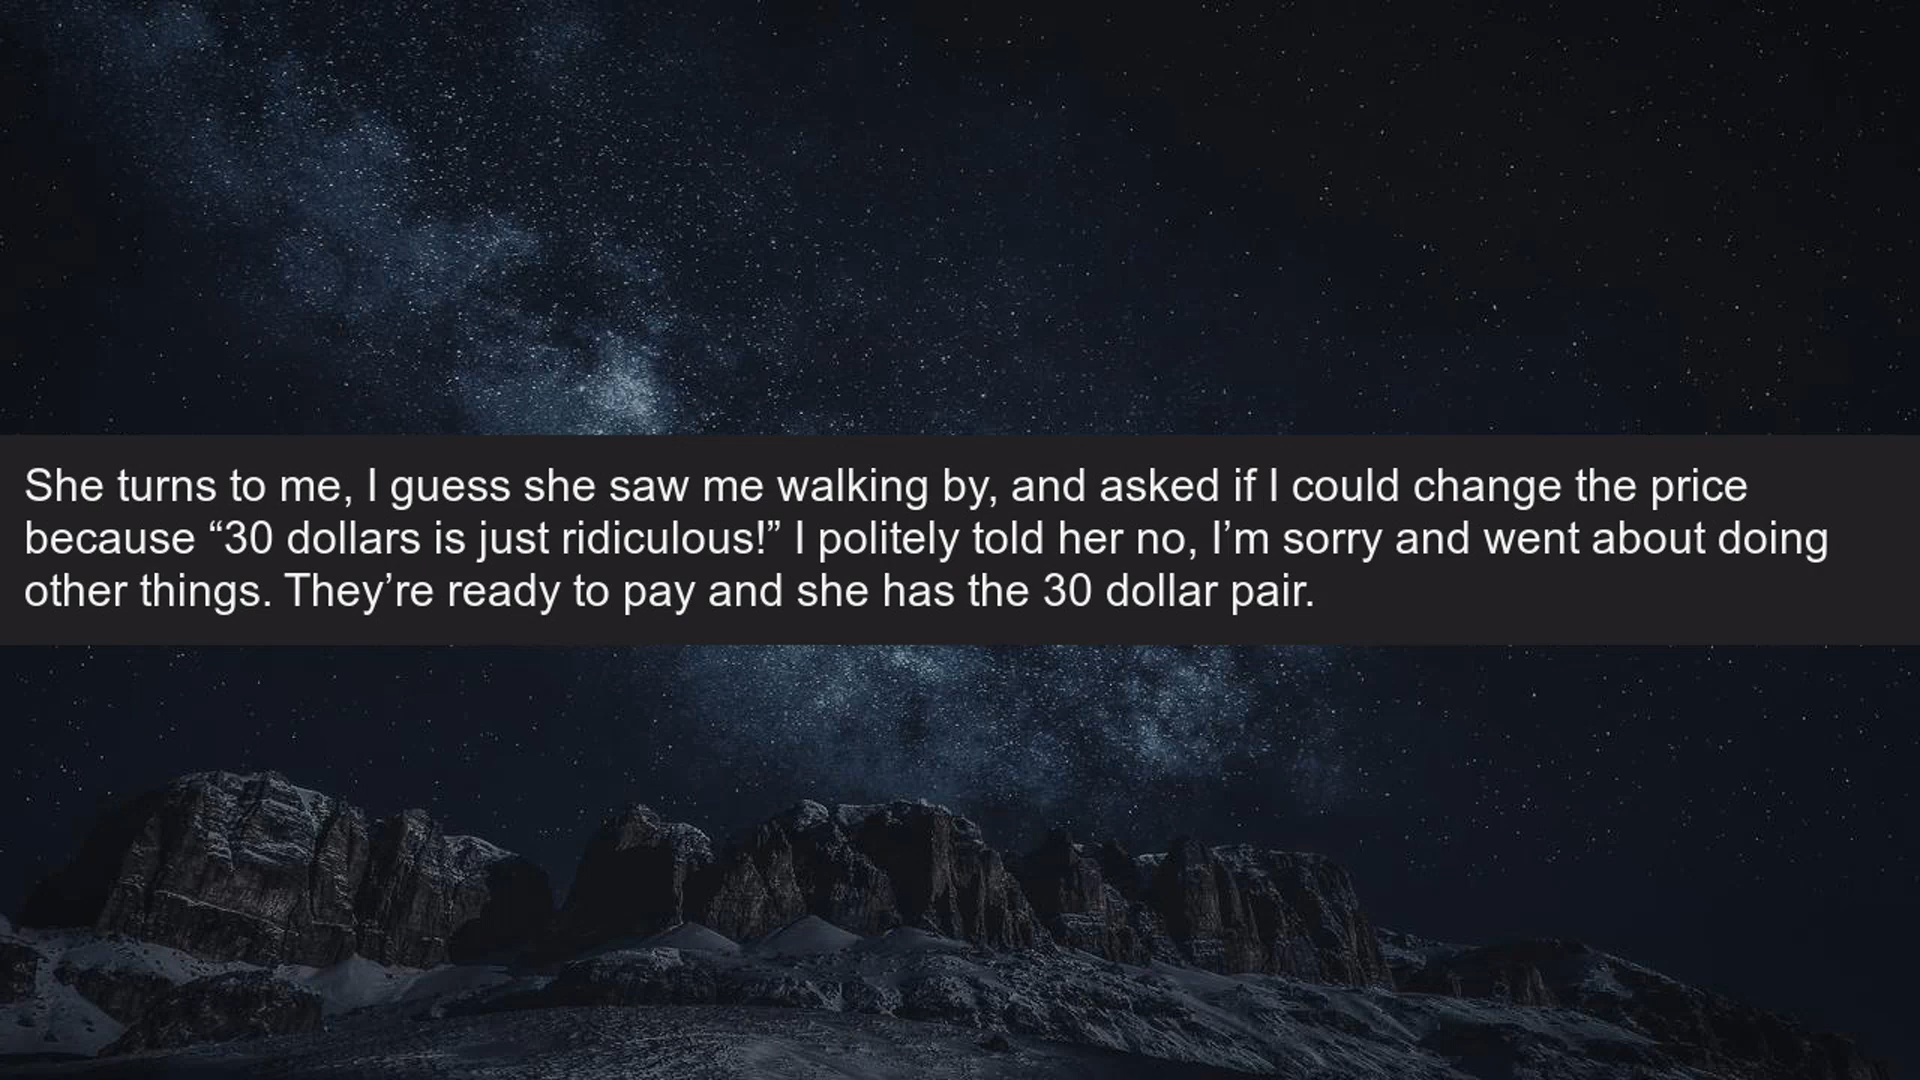 She turns to me, I guess she saw me walking by, and asked if I could change the price
because “30 dollars is just ridiculous!” I politely told her no, I’m sorry and went about doing
other things. They’re ready to pay and she has the 30 dollar pair.